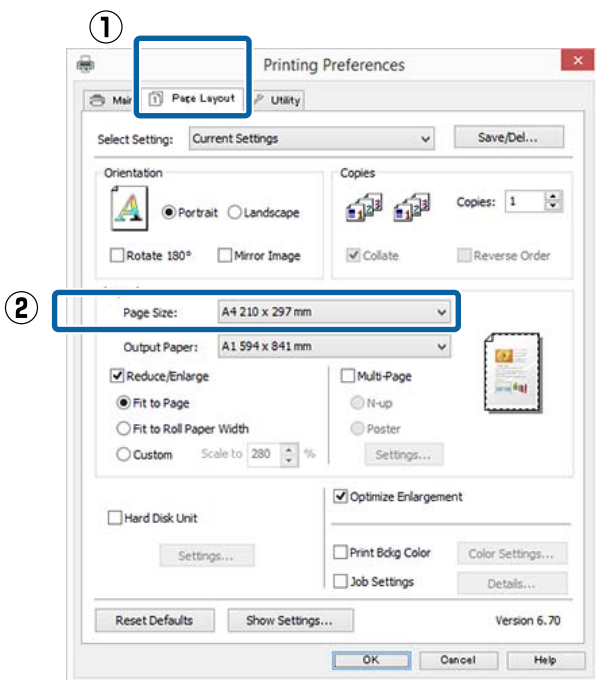 ①
Printing Preferences
Main Page Layout Utility
Select Setting: Current Settings Save/Del...
Orientation Copies
Portrait Landscape Copies: 1
Rotate 180° Mirror Image Collate Reverse Order
②
Page Size: A4 210 x 297 mm
Output Paper: A1 594 x 841 mm
Reduce/Enlarge Multi-Page
Fit to Page N-up
Fit to Roll Paper Width Poster
Custom Scale to 280 % Settings...
Optimize Enlargement
Hard Disk Unit
Settings... Print Bckg Color Color Settings...
Job Settings Details...
Reset Defaults Show Settings... Version 6.70
OK Cancel Help